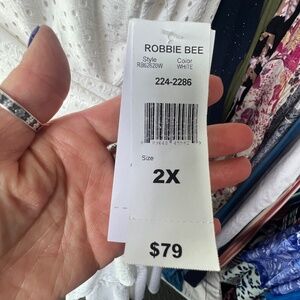 ROBBIE BEE
Style Color
WHITE
224-2286
Size
2X
$79